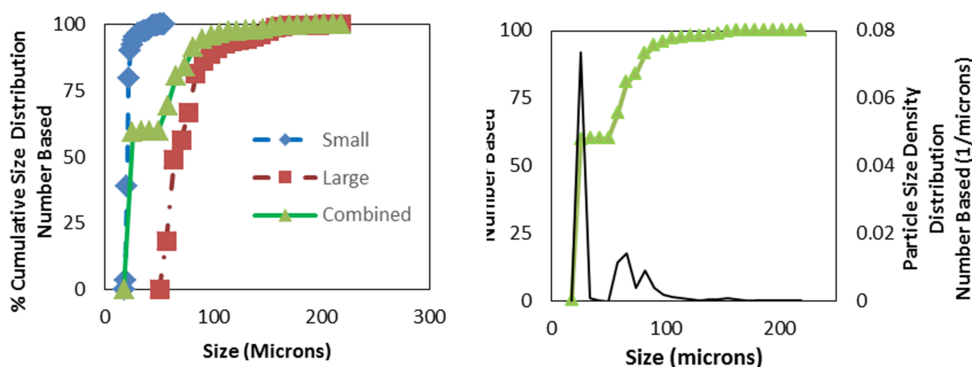 % Cumulative Size Distribution
Number Based
100
75
50
25
0
Small
Large
Combined
0
100
200
300
Size (Microns)
Number Based
100
75
50
25
0
0
100
200
Size (microns)
0.08
0.06
0.04
0.02
0
Particle Size Density
Distribution
Number Based (1/microns)